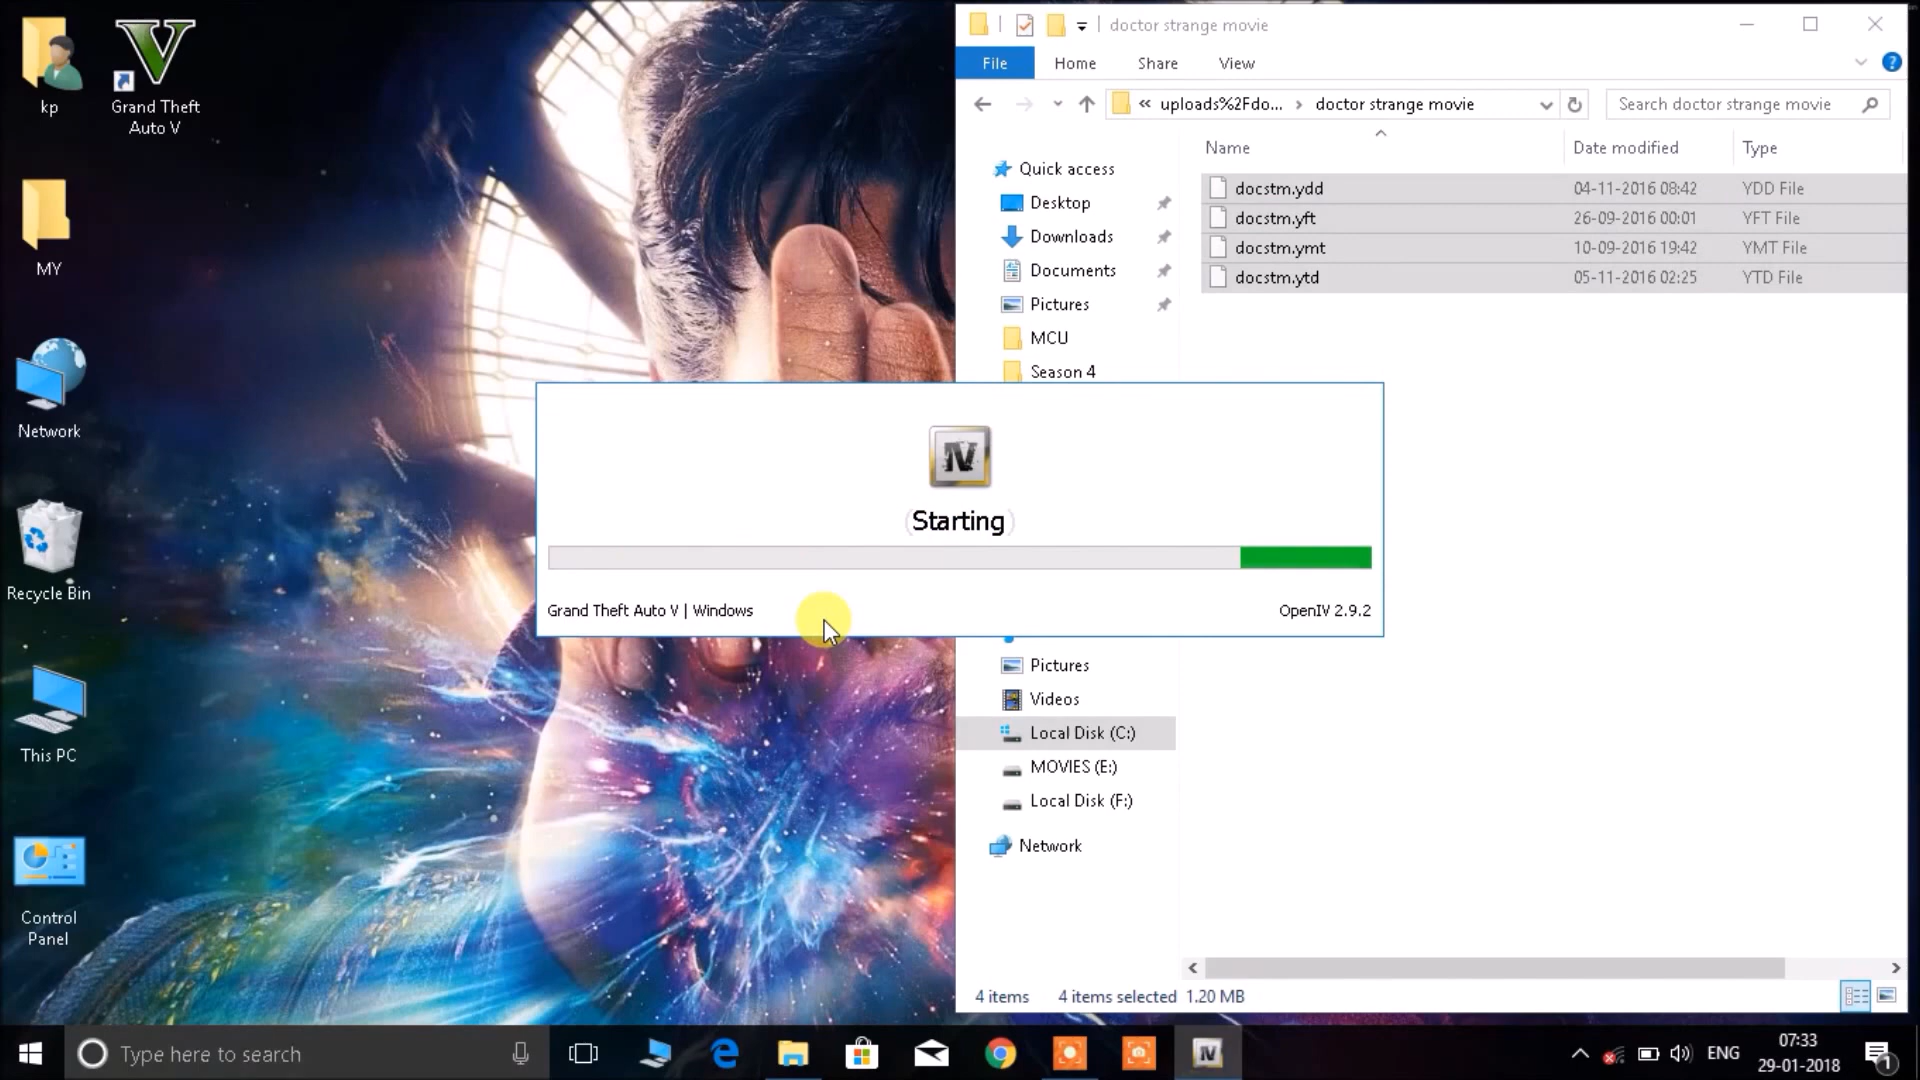 kp
Grand Theft
Auto V
MY
Network
Recycle Bin
This PC
Control
Panel
doctor strange movie
File
Home
Share
View
?
« uploads%2Fdo... › doctor strange movie
Search doctor strange movie
Name
Date modified
Type
Quick access
Desktop
Downloads
Documents
Pictures
MCU
Season 4
docstm.ydd 04-11-2016 08:42 YDD File
docstm.yft 26-09-2016 00:01 YFT File
docstm.ymt 10-09-2016 19:42 YMT File
docstm.ytd 05-11-2016 02:25 YTD File
IV
(Starting)
Grand Theft Auto V | Windows
OpenIV 2.9.2
Pictures
Videos
Local Disk (C:)
MOVIES (E:)
Local Disk (F:)
Network
4 items 4 items selected 1.20 MB
Type here to search
IV
ENG
07:33
29-01-2018
1